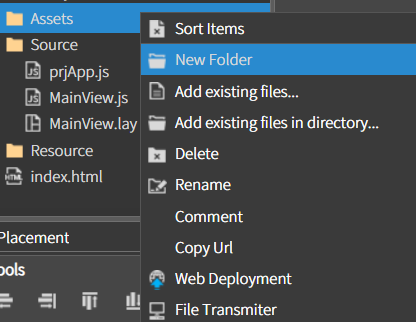 Assets
Source
prjApp.js
MainView.js
MainView.lay
Resource
index.html
Placement
ools
Sort Items
New Folder
Add existing files...
Add existing files in directory...
Delete
Rename
Comment
Copy Url
Web Deployment
File Transmiter